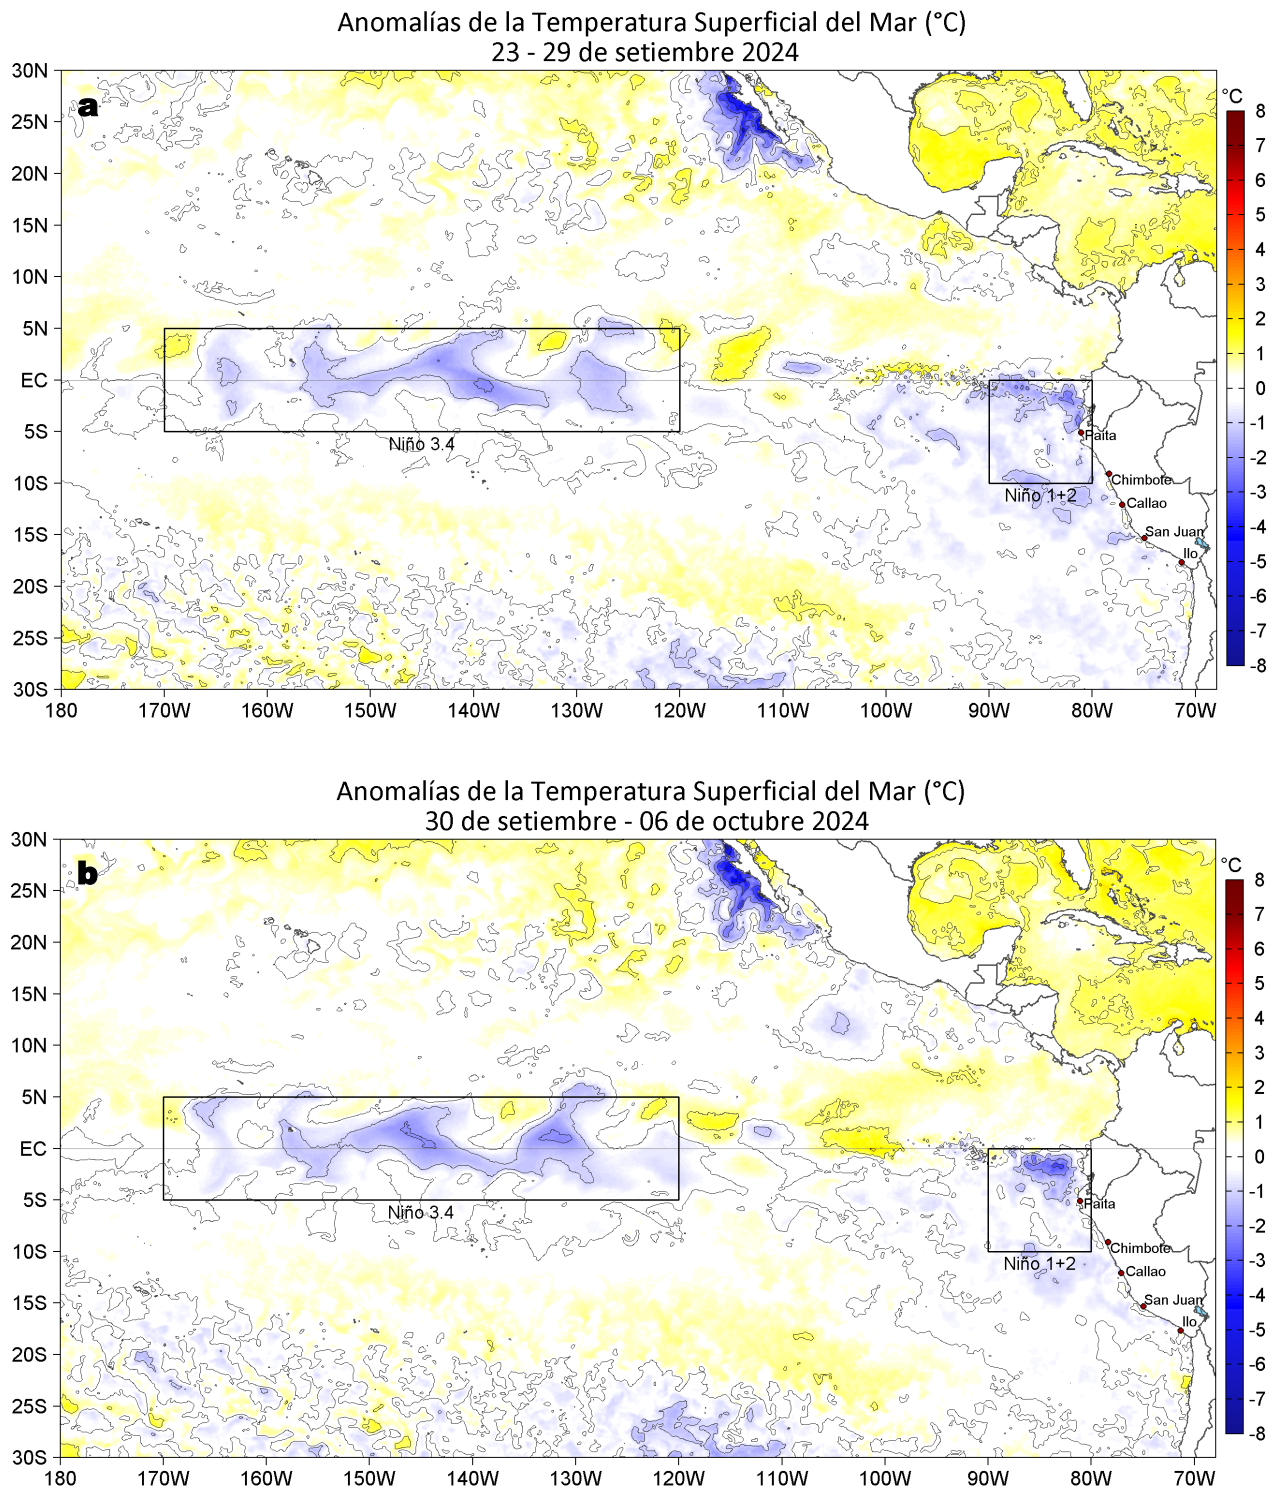 Anomalías de la Temperatura Superficial del Mar (°C)
23 - 29 de setiembre 2024
a
30N
25N
20N
15N
10N
5N
EC
5S
10S
15S
20S
25S
30S
180 170W 160W 150W 140W 130W 120W 110W 100W 90W 80W 70W
Niño 3.4
Niño 1+2
Paita
Chimbote
Callao
San Juan
Ilo
°C
8
7
6
5
4
3
2
1
0
-1
-2
-3
-4
-5
-6
-7
-8
Anomalías de la Temperatura Superficial del Mar (°C)
30 de setiembre - 06 de octubre 2024
b
30N
25N
20N
15N
10N
5N
EC
5S
10S
15S
20S
25S
30S
180 170W 160W 150W 140W 130W 120W 110W 100W 90W 80W 70W
Niño 3.4
Niño 1+2
Paita
Chimbote
Callao
San Juan
Ilo
°C
8
7
6
5
4
3
2
1
0
-1
-2
-3
-4
-5
-6
-7
-8